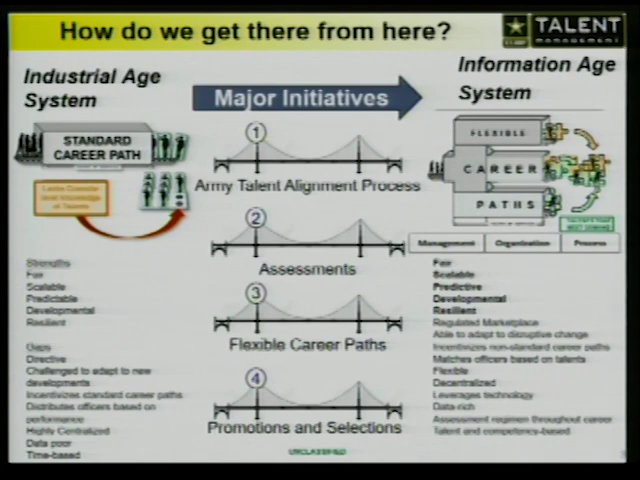 How do we get there from here?
U.S. ARMY
TALENT
management
Industrial Age
System
Major Initiatives
Information Age
System
STANDARD
CAREER PATH
1
Army Talent Alignment Process
2
Assessments
3
Flexible Career Paths
4
Promotions and Selections
FLEXIBLE
CAREER
PATHS
Management
Organization
Process
Strengths
Fair
Scalable
Predictable
Developmental
Resilient
Gaps
Directive
Challenged to adapt to new
developments
Incentivizes standard career paths
Distributes officers based on
performance
Highly Centralized
Data poor
Time-based
Fair
Scalable
Predictive
Developmental
Resilient
Regulated Marketplace
Able to adapt to disruptive change
Incentivizes non-standard career paths
Matches officers based on talents
Flexible
Decentralized
Leverages technology
Data-rich
Assessment regimen throughout career
Talent and competency-based
UNCLASSIFIED